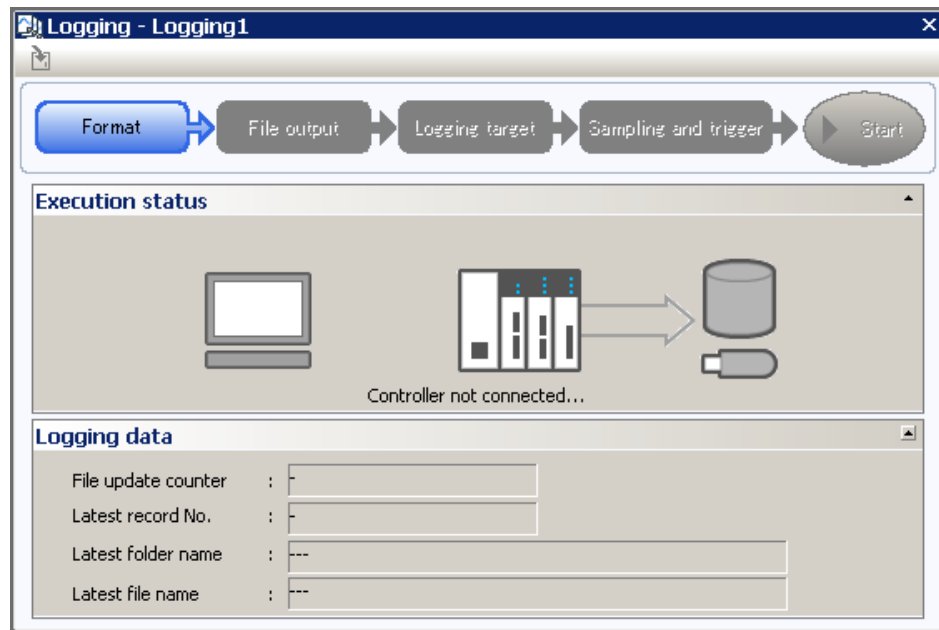 Logging - Logging1
Format
File output
Logging target
Sampling and trigger
Start
Execution status
Controller not connected...
Logging data
File update counter : -
Latest record No. : -
Latest folder name : ---
Latest file name : ---